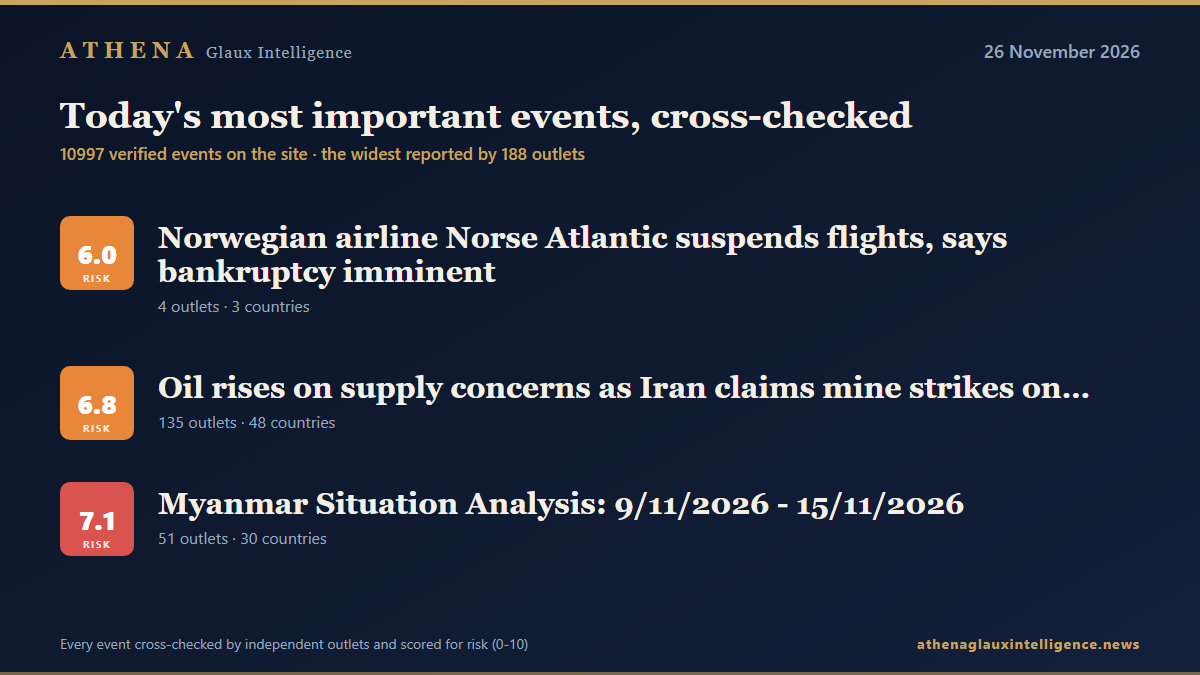 ATHENA Glaux Intelligence
26 November 2026
Today's most important events, cross-checked
10997 verified events on the site · the widest reported by 188 outlets
6.0
RISK
Norwegian airline Norse Atlantic suspends flights, says
bankruptcy imminent
4 outlets · 3 countries
6.8
RISK
Oil rises on supply concerns as Iran claims mine strikes on...
135 outlets · 48 countries
7.1
RISK
Myanmar Situation Analysis: 9/11/2026 - 15/11/2026
51 outlets · 30 countries
Every event cross-checked by independent outlets and scored for risk (0-10)
athenaglauxintelligence.news